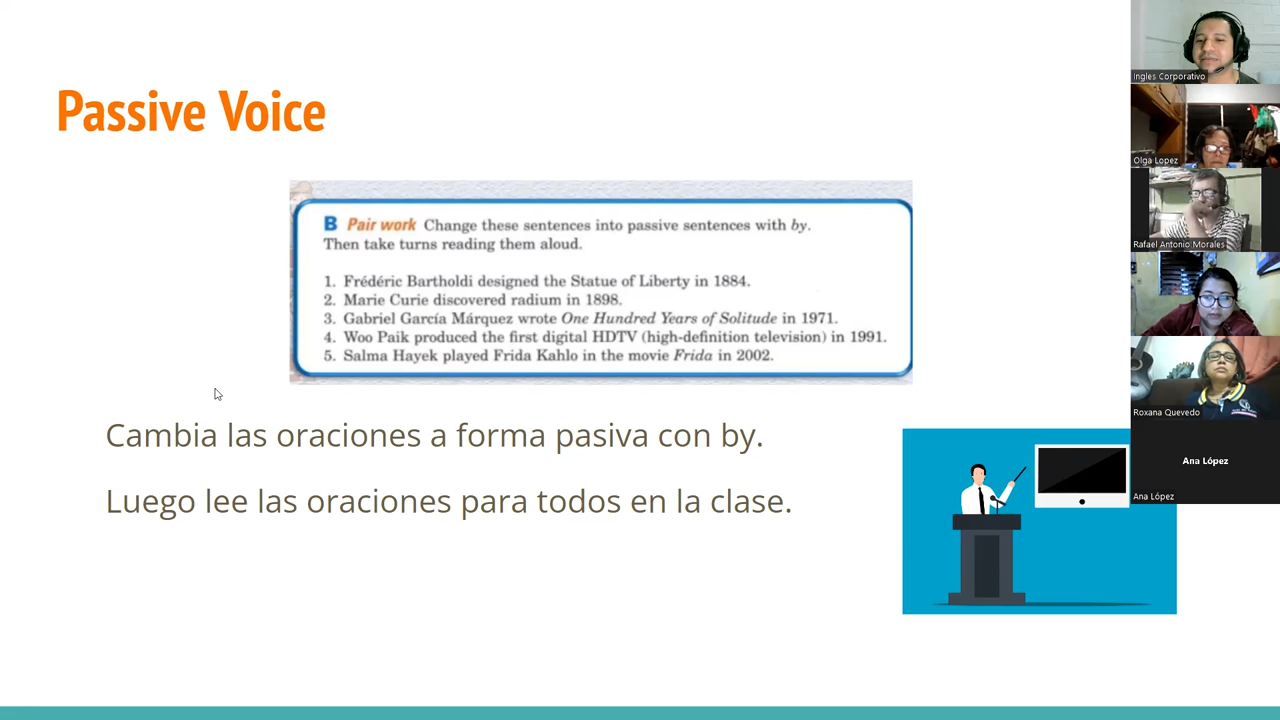 Passive Voice
B Pair work Change these sentences into passive sentences with by.
Then take turns reading them aloud.
1. Frédéric Bartholdi designed the Statue of Liberty in 1884.
2. Marie Curie discovered radium in 1898.
3. Gabriel García Márquez wrote One Hundred Years of Solitude in 1971.
4. Woo Paik produced the first digital HDTV (high-definition television) in 1991.
5. Salma Hayek played Frida Kahlo in the movie Frida in 2002.
Cambia las oraciones a forma pasiva con by.
Luego lee las oraciones para todos en la clase.
Ingles Corporativo
Olga Lopez
Rafael Antonio Morales
Roxana Quevedo
Ana López
Ana López